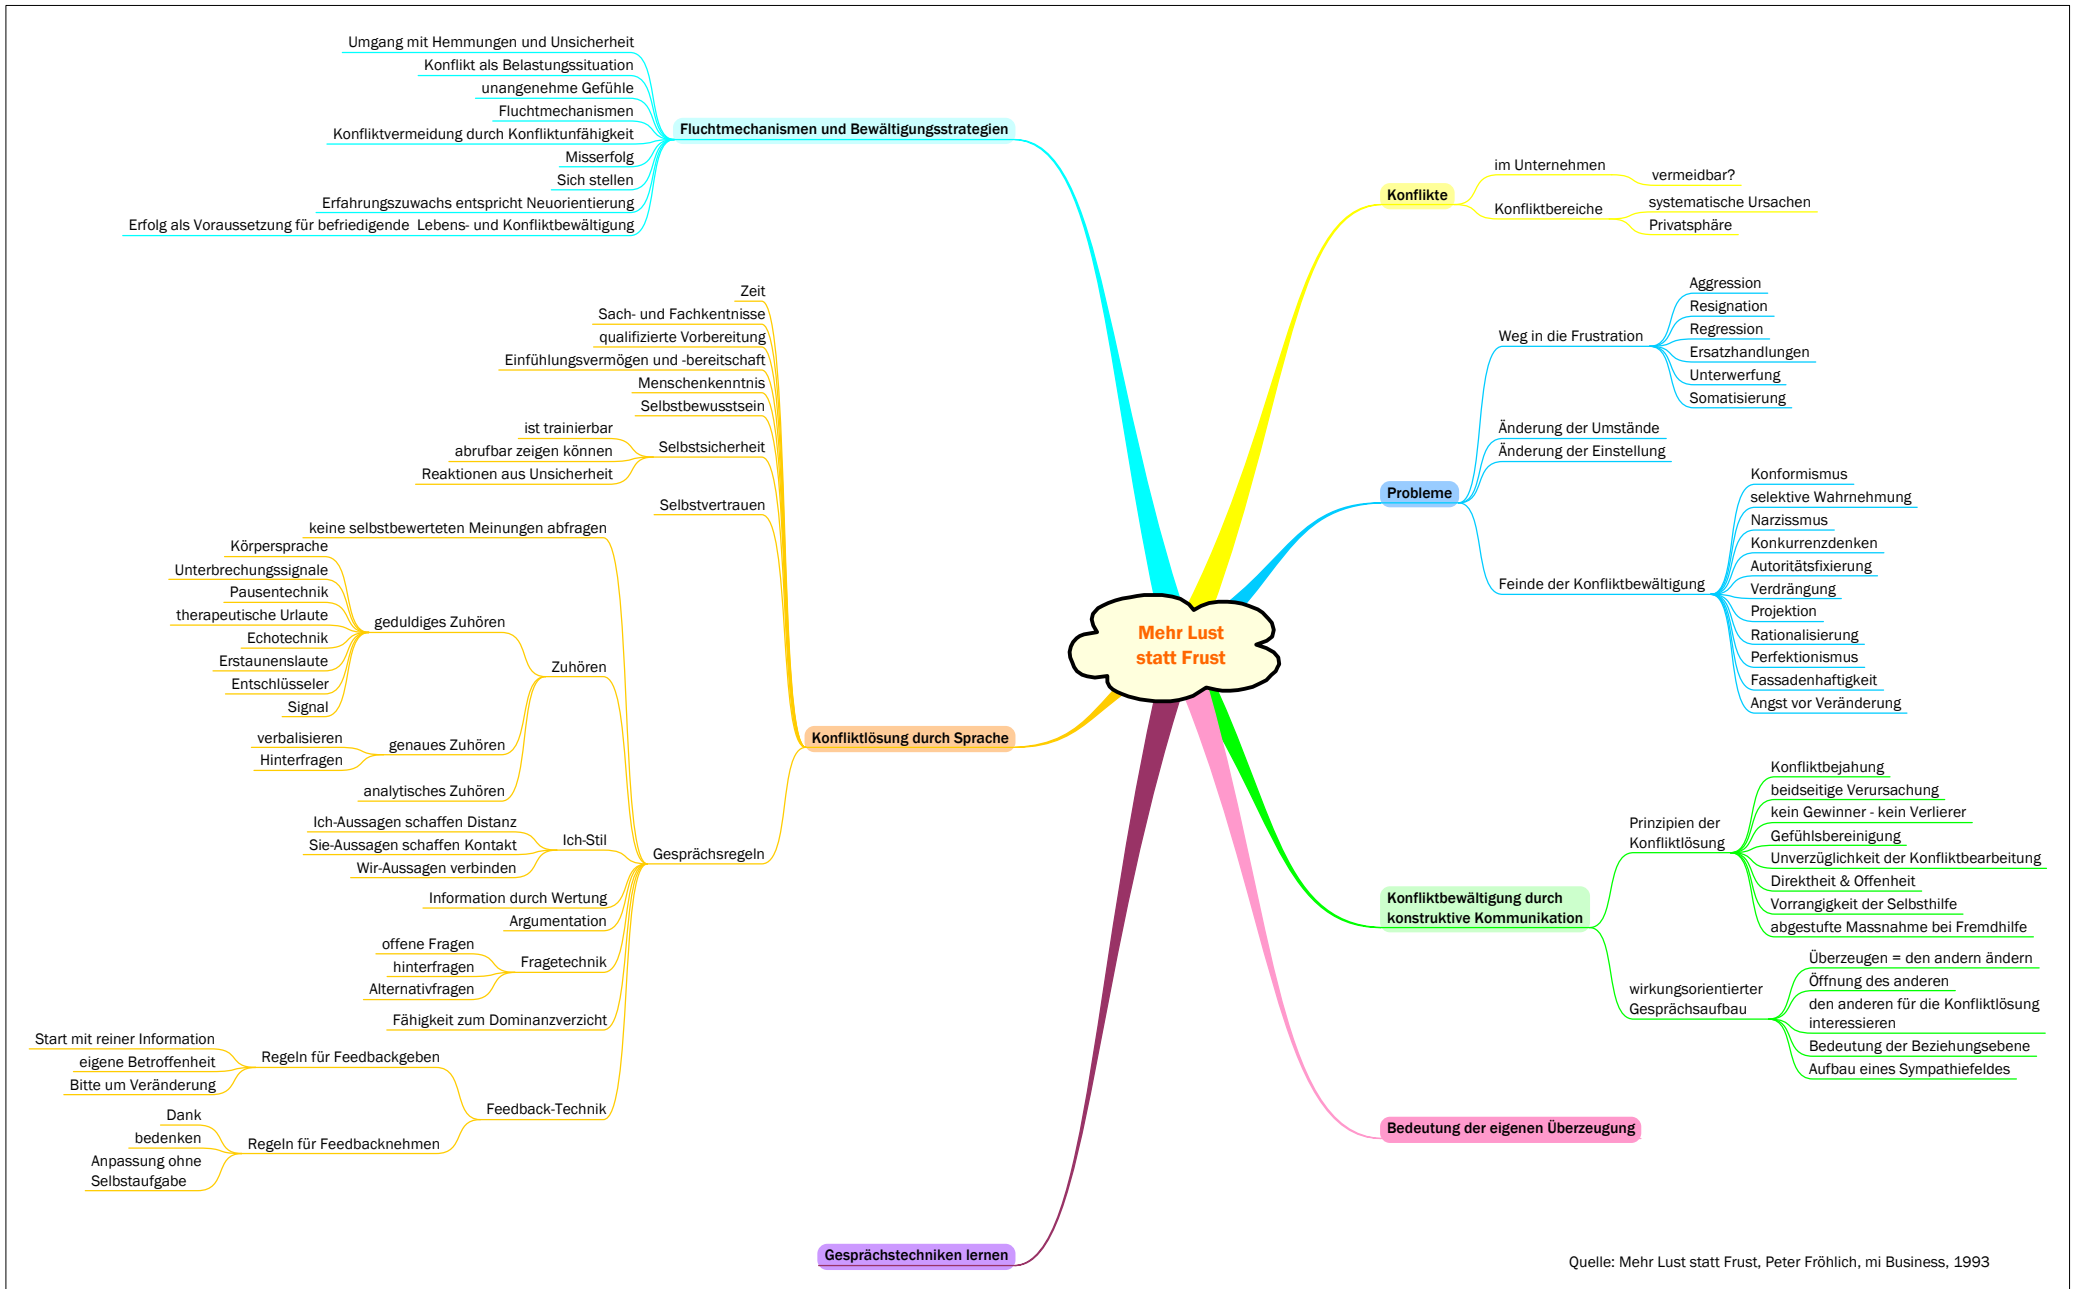 Mehr Lust
statt Frust
Konflikte
im Unternehmen
vermeidbar?
Konfliktbereiche
systematische Ursachen
Privatsphäre
Probleme
Weg in die Frustration
Aggression
Resignation
Regression
Ersatzhandlungen
Unterwerfung
Somatisierung
Änderung der Umstände
Änderung der Einstellung
Feinde der Konfliktbewältigung
Konformismus
selektive Wahrnehmung
Narzissmus
Konkurrenzdenken
Autoritätsfixierung
Verdrängung
Projektion
Rationalisierung
Perfektionismus
Fassadenhaftigkeit
Angst vor Veränderung
Konfliktbewältigung durch
konstruktive Kommunikation
Prinzipien der
Konfliktlösung
Konfliktbejahung
beidseitige Verursachung
kein Gewinner - kein Verlierer
Gefühlsbereinigung
Unverzüglichkeit der Konfliktbearbeitung
Direktheit & Offenheit
Vorrangigkeit der Selbsthilfe
abgestufte Massnahme bei Fremdhilfe
wirkungsorientierter
Gesprächsaufbau
Überzeugen = den andern ändern
Öffnung des anderen
den anderen für die Konfliktlösung
interessieren
Bedeutung der Beziehungsebene
Aufbau eines Sympathiefeldes
Bedeutung der eigenen Überzeugung
Gesprächstechniken lernen
Konfliktlösung durch Sprache
Zeit
Sach- und Fachkentnisse
qualifizierte Vorbereitung
Einfühlungsvermögen und -bereitschaft
Menschenkenntnis
Selbstbewusstsein
Selbstsicherheit
ist trainierbar
abrufbar zeigen können
Reaktionen aus Unsicherheit
Selbstvertrauen
Gesprächsregeln
keine selbstbewerteten Meinungen abfragen
Zuhören
geduldiges Zuhören
Körpersprache
Unterbrechungssignale
Pausentechnik
therapeutische Urlaute
Echotechnik
Erstaunenslaute
Entschlüsseler
Signal
genaues Zuhören
verbalisieren
Hinterfragen
analytisches Zuhören
Ich-Stil
Ich-Aussagen schaffen Distanz
Sie-Aussagen schaffen Kontakt
Wir-Aussagen verbinden
Information durch Wertung
Argumentation
Fragetechnik
offene Fragen
hinterfragen
Alternativfragen
Fähigkeit zum Dominanzverzicht
Feedback-Technik
Regeln für Feedbackgeben
Start mit reiner Information
eigene Betroffenheit
Bitte um Veränderung
Regeln für Feedbacknehmen
Dank
bedenken
Anpassung ohne
Selbstaufgabe
Fluchtmechanismen und Bewältigungsstrategien
Umgang mit Hemmungen und Unsicherheit
Konflikt als Belastungssituation
unangenehme Gefühle
Fluchtmechanismen
Konfliktvermeidung durch Konfliktunfähigkeit
Misserfolg
Sich stellen
Erfahrungszuwachs entspricht Neuorientierung
Erfolg als Voraussetzung für befriedigende Lebens- und Konfliktbewältigung
Quelle: Mehr Lust statt Frust, Peter Fröhlich, mi Business, 1993